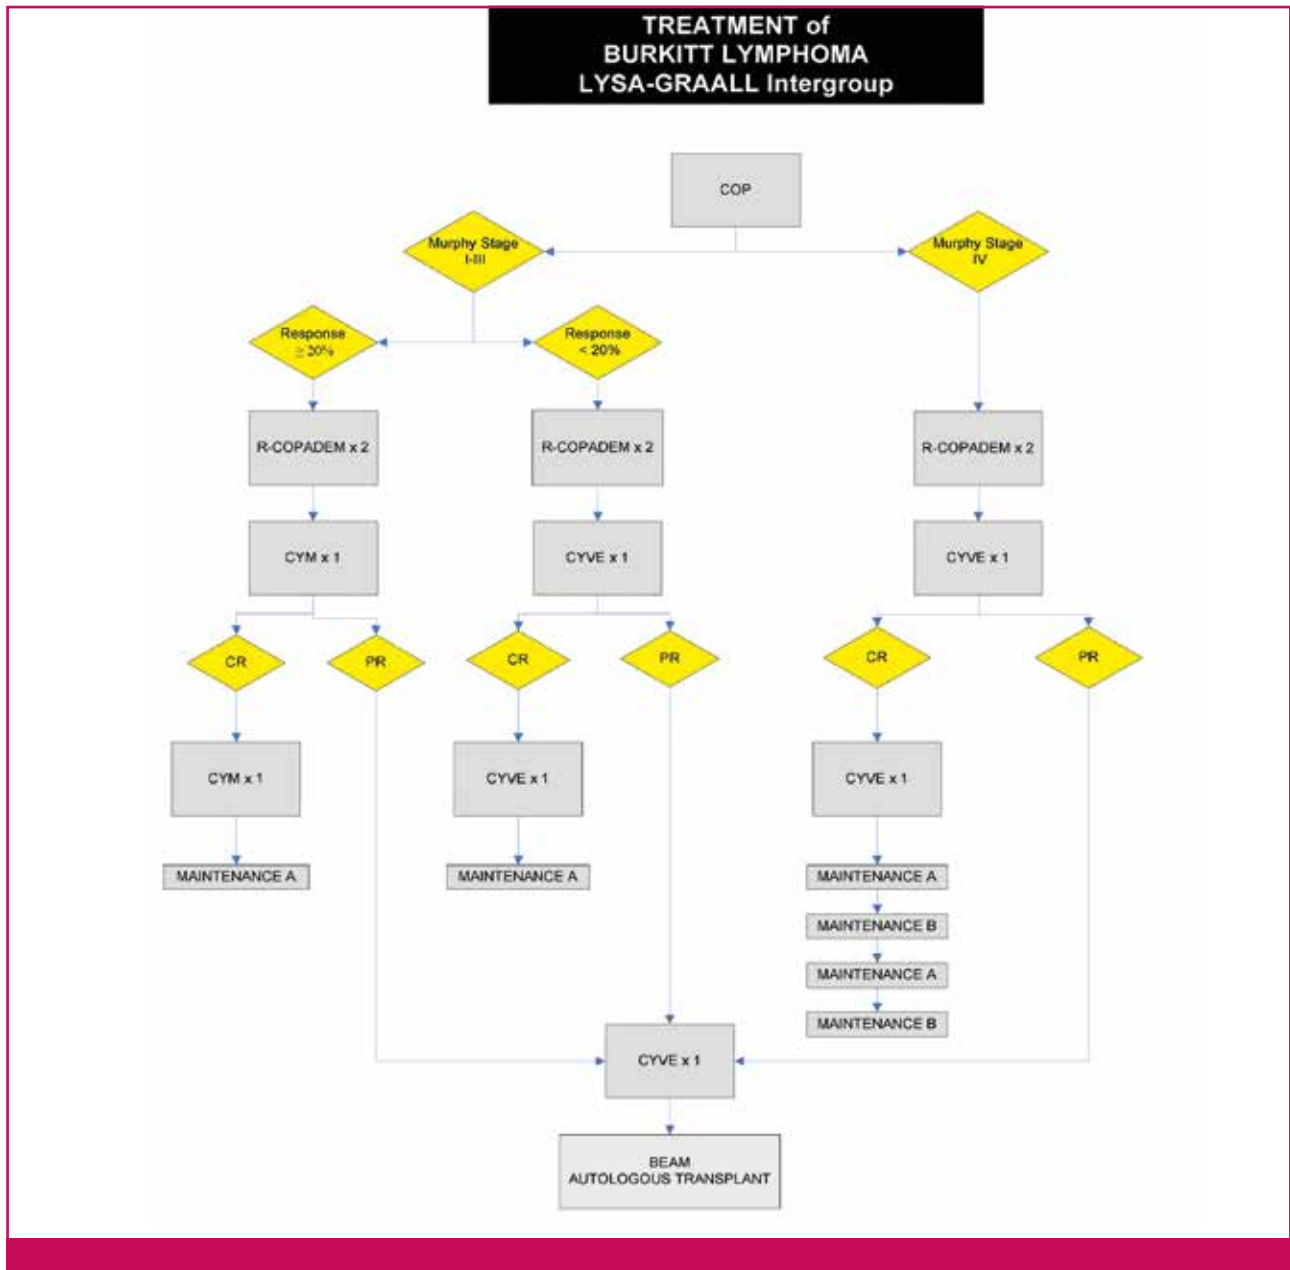 TREATMENT of
BURKITT LYMPHOMA
LYSA-GRAALL Intergroup
COP
Murphy Stage
I-III
Murphy Stage
IV
Response
≥ 20%
Response
< 20%
R-COPADEM x 2
R-COPADEM x 2
R-COPADEM x 2
CYM x 1
CYVE x 1
CYVE x 1
CR
PR
CR
PR
CR
PR
CYM x 1
CYVE x 1
CYVE x 1
MAINTENANCE A
MAINTENANCE A
MAINTENANCE A
MAINTENANCE B
MAINTENANCE A
MAINTENANCE B
CYVE x 1
BEAM
AUTOLOGOUS TRANSPLANT